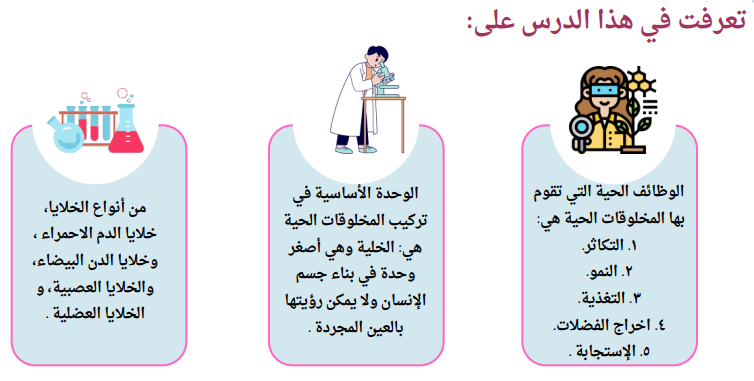 تعرفت في هذا الدرس على:
الوظائف الحية التي تقوم
بها المخلوقات الحية هي:
١. التكاثر.
٢. النمو.
٣. التغذية.
٤. اخراج الفضلات.
٥. الإستجابة .
الوحدة الأساسية في
تركيب المخلوقات الحية
هي: الخلية وهي أصغر
وحدة في بناء جسم
الإنسان ولا يمكن رؤيتها
بالعين المجردة .
من أنواع الخلايا،
خلايا الدم الاحمراء ،
وخلايا الدن البيضاء،
والخلايا العصبية، و
الخلايا العضلية .